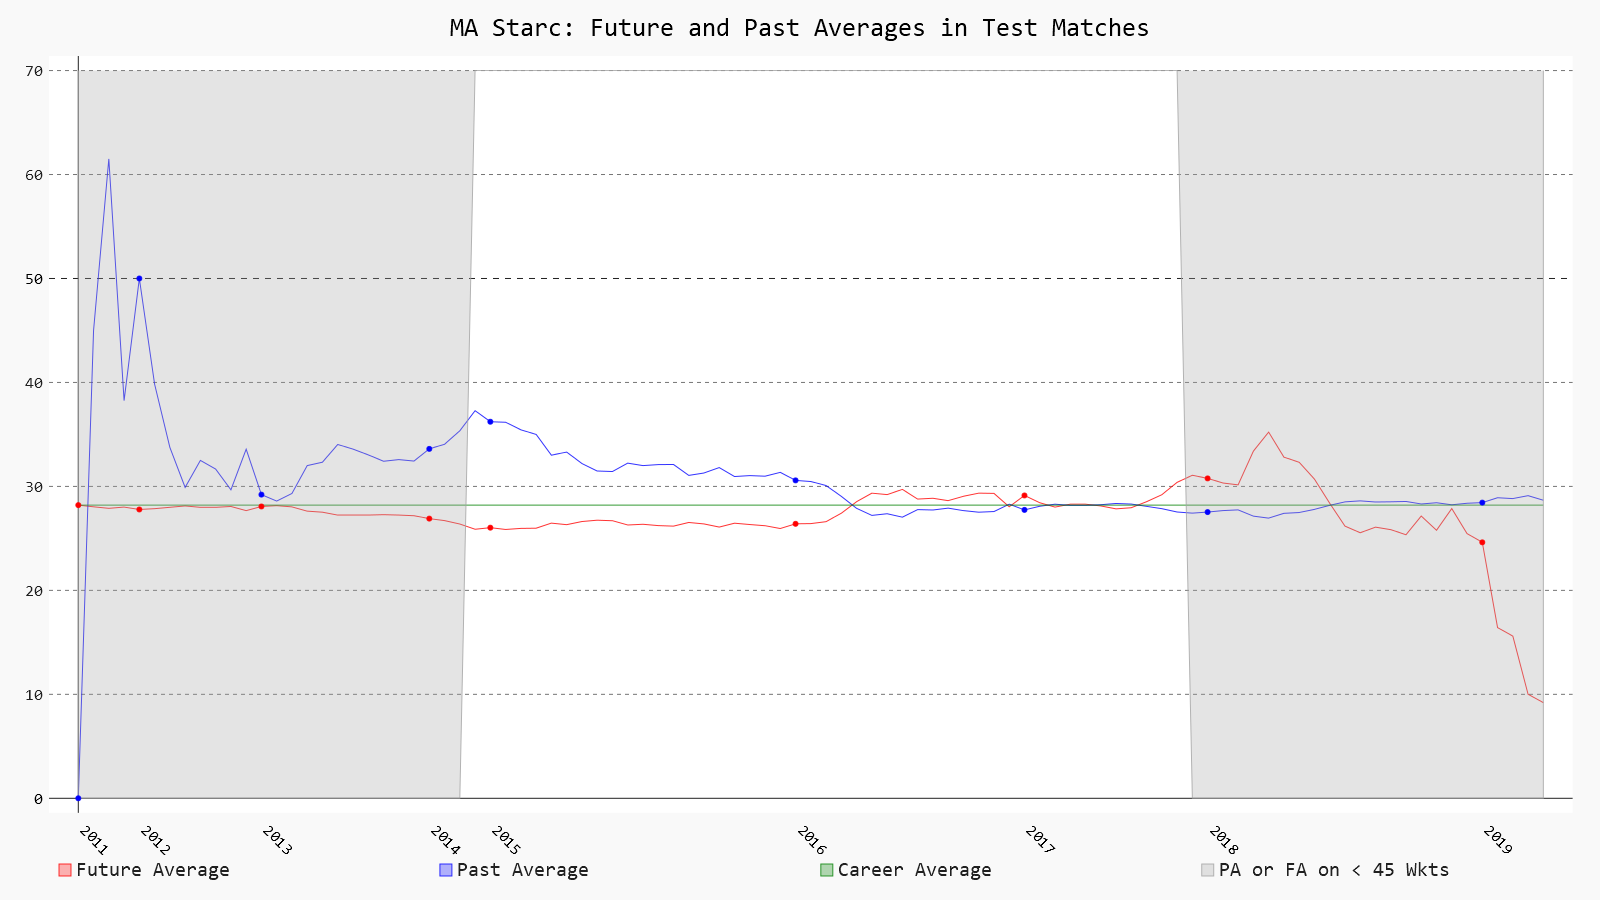 MA Starc: Future and Past Averages in Test Matches
70
60
50
40
30
20
10
0
2011 2012 2013 2014 2015 2016 2017 2018 2019
Future Average Past Average Career Average PA or FA on < 45 Wkts